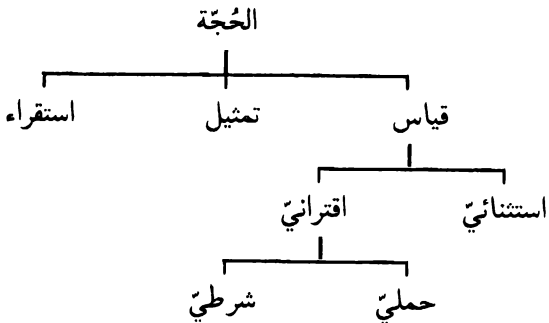 الحُجّة
قياس تمثيل استقراء
استثنائيّ اقترانيّ
حمليّ شرطيّ